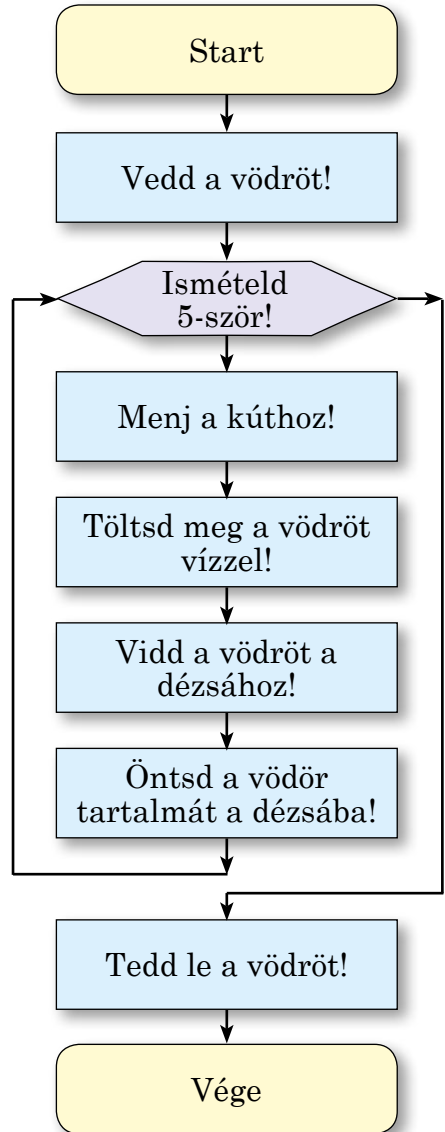 Start
Vedd a vödröt!
Ismételd
5-ször!
Menj a kúthoz!
Töltsd meg a vödröt
vízzel!
Vidd a vödröt a
dézsához!
Öntsd a vödör
tartalmát a dézsába!
Tedd le a vödröt!
Vége